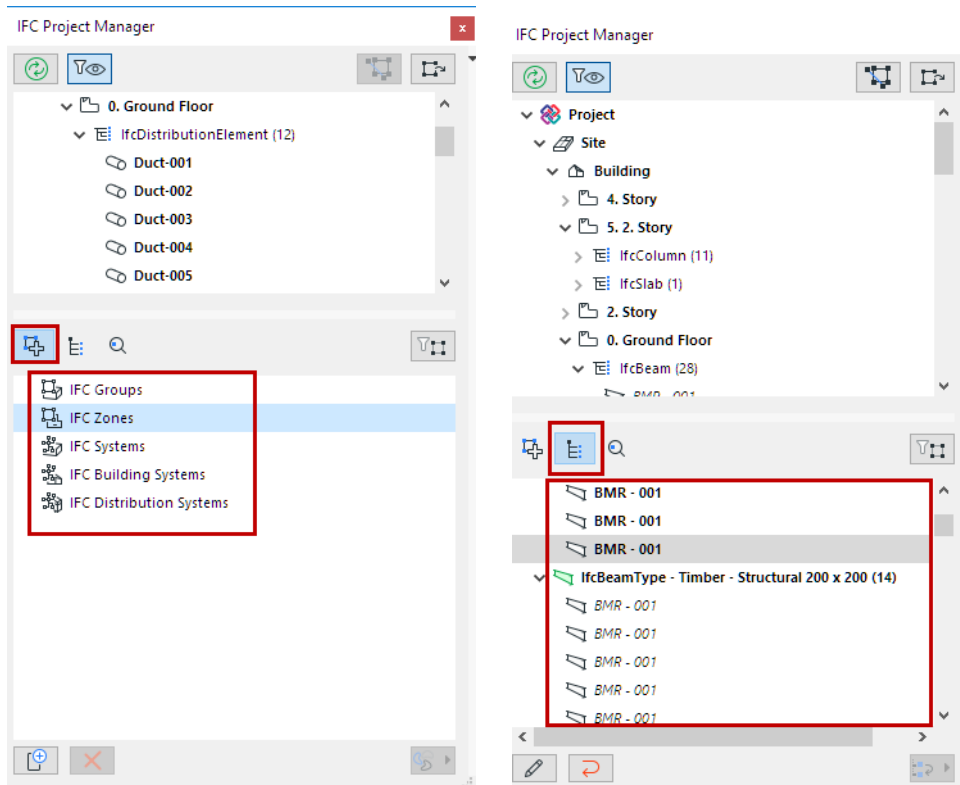 IFC Project Manager
x
0. Ground Floor
IfcDistributionElement (12)
Duct-001
Duct-002
Duct-003
Duct-004
Duct-005
IFC Groups
IFC Zones
IFC Systems
IFC Building Systems
IFC Distribution Systems
IFC Project Manager
Project
Site
Building
4. Story
5. 2. Story
IfcColumn (11)
IfcSlab (1)
2. Story
0. Ground Floor
IfcBeam (28)
BMR - 001
BMR - 001
BMR - 001
BMR - 001
IfcBeamType - Timber - Structural 200 x 200 (14)
BMR - 001
BMR - 001
BMR - 001
BMR - 001
BMR - 001